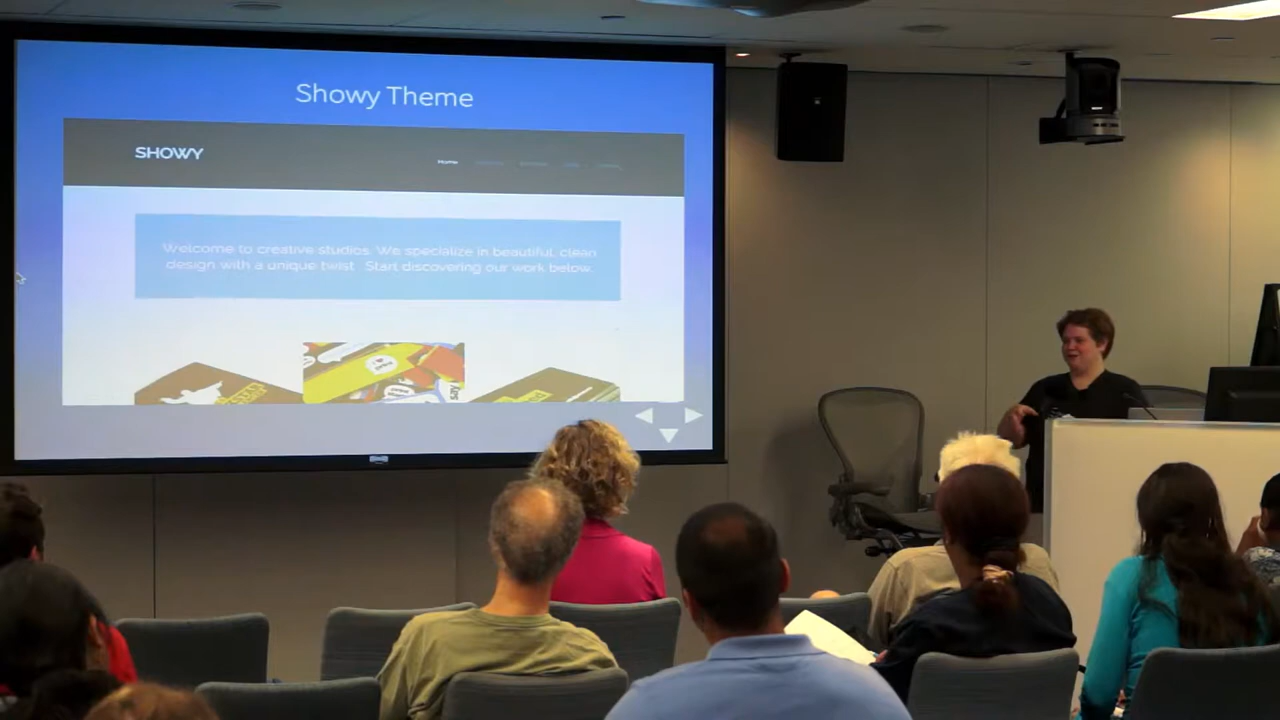 Showy Theme
SHOWY
Home
Welcome to creative studios. We specialize in beautiful, clean
design with a unique twist. Start discovering our work below.